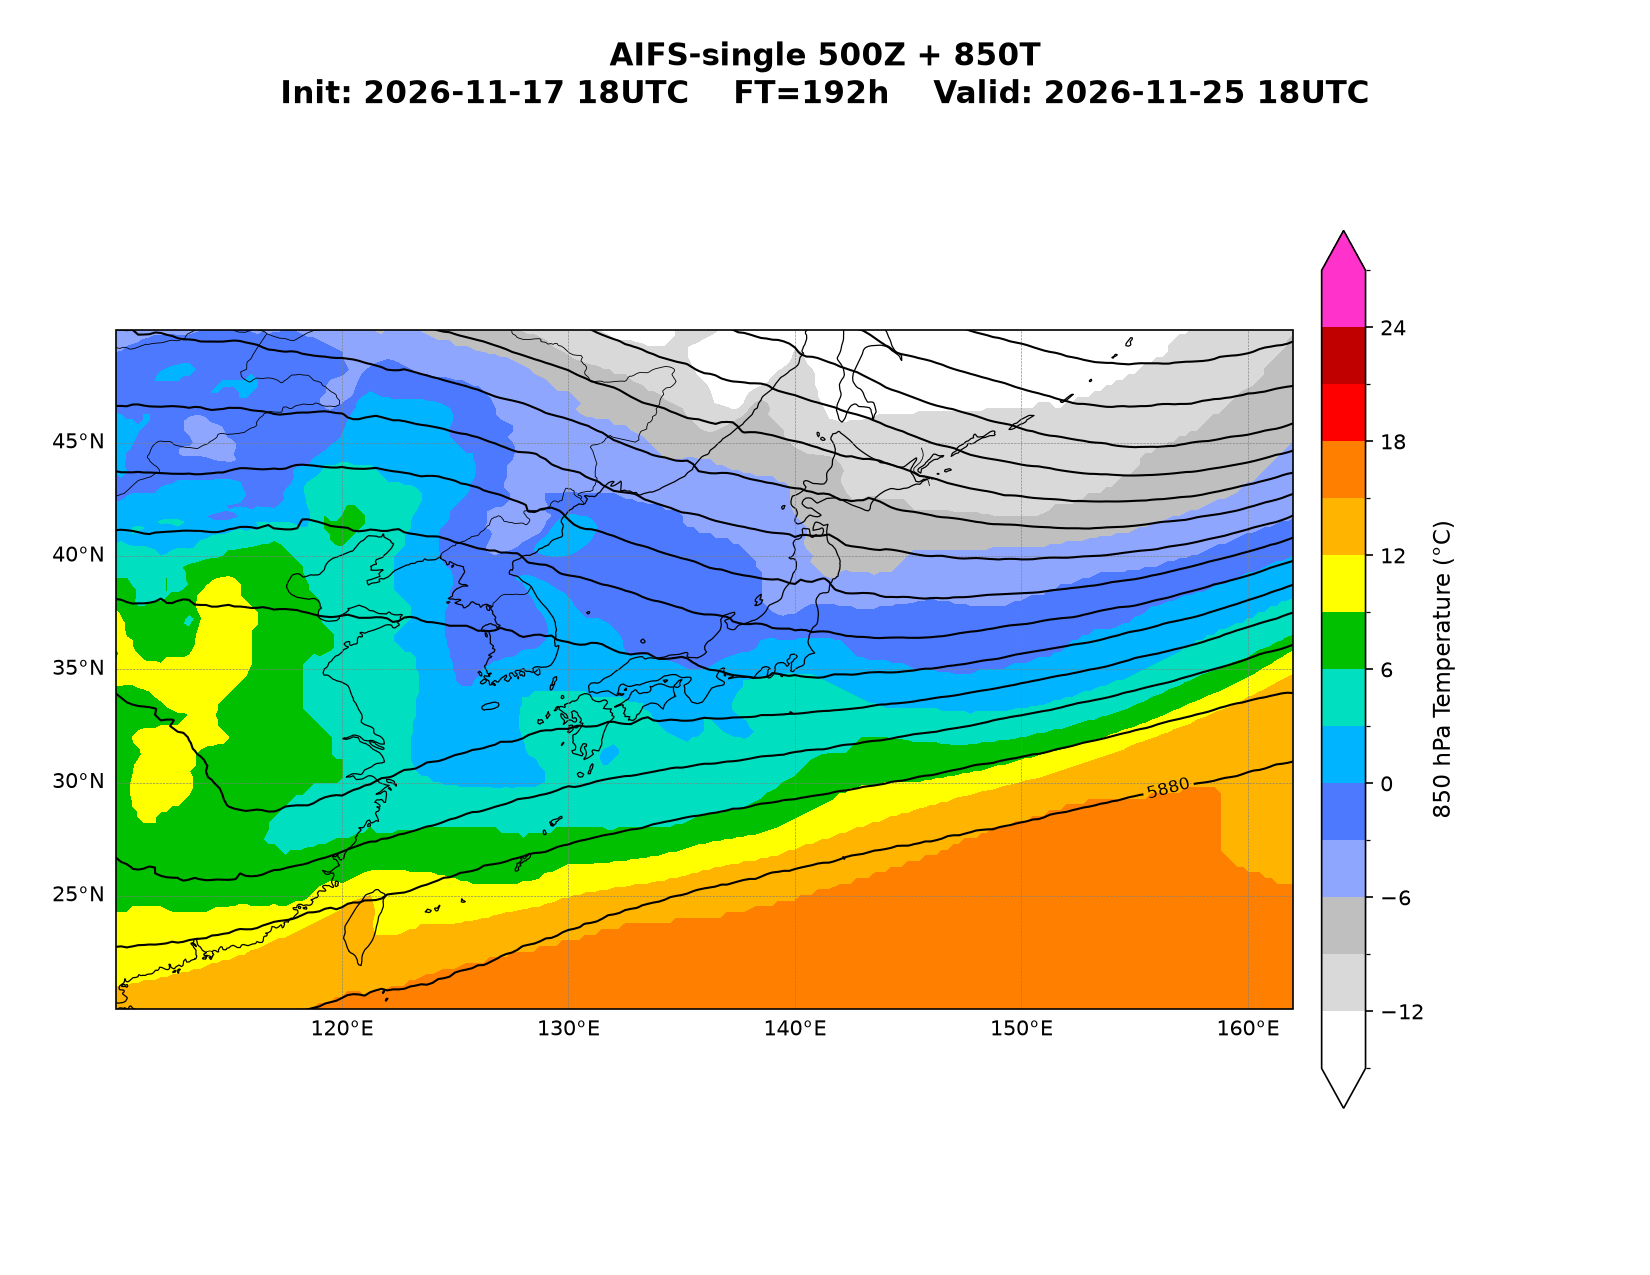 AIFS-single 500Z + 850T
Init: 2026-11-17 18UTC    FT=192h    Valid: 2026-11-25 18UTC
45°N
40°N
35°N
30°N
25°N
120°E
130°E
140°E
150°E
160°E
5880
24
18
12
6
0
−6
−12
850 hPa Temperature (°C)